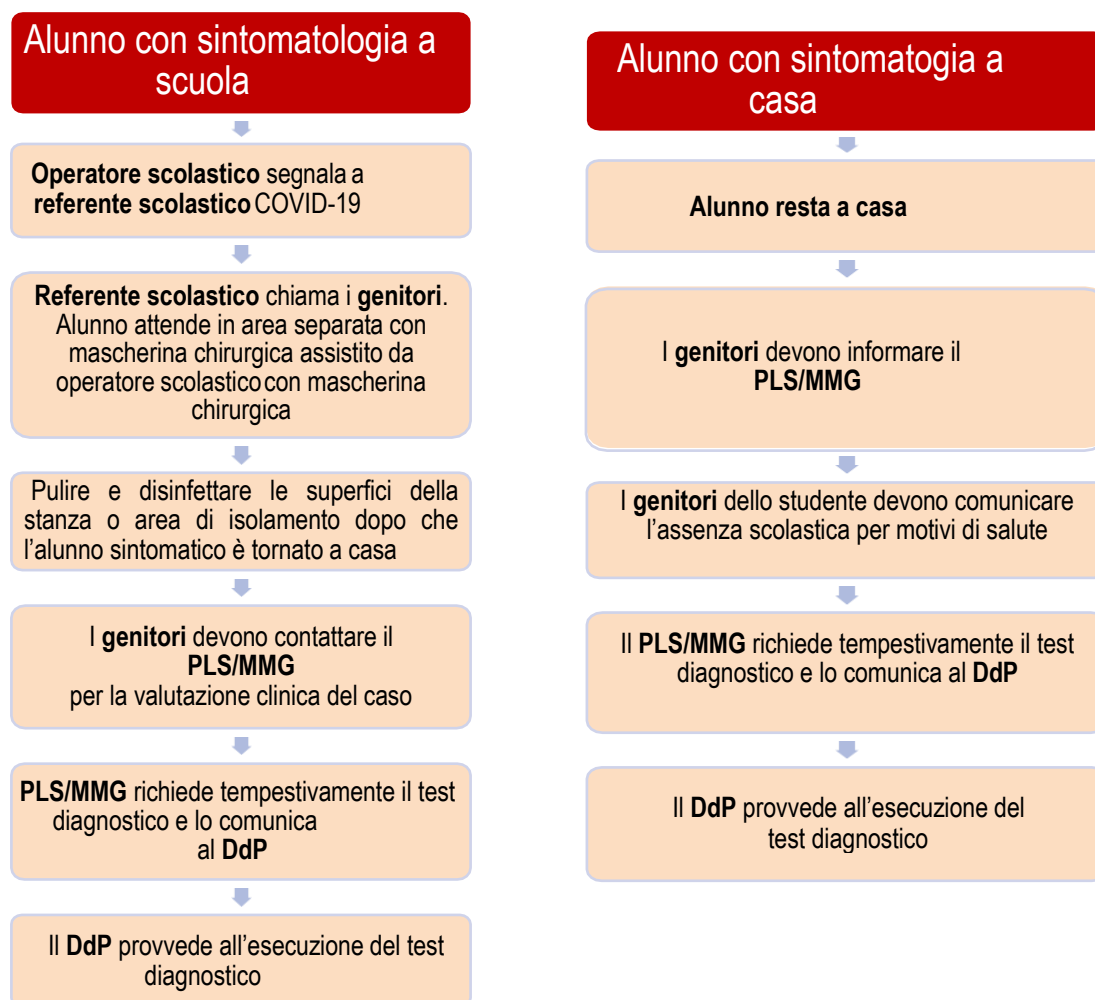 Alunno con sintomatologia a
scuola
Operatore scolastico segnala a
referente scolastico COVID-19
Referente scolastico chiama i genitori.
Alunno attende in area separata con
mascherina chirurgica assistito da
operatore scolastico con mascherina
chirurgica
Pulire e disinfettare le superfici della
stanza o area di isolamento dopo che
l'alunno sintomatico è tornato a casa
I genitori devono contattare il
PLS/MMG
per la valutazione clinica del caso
PLS/MMG richiede tempestivamente il test
diagnostico e lo comunica
al DdP
Il DdP provvede all'esecuzione del test
diagnostico
Alunno con sintomatogia a
casa
Alunno resta a casa
I genitori devono informare il
PLS/MMG
I genitori dello studente devono comunicare
l'assenza scolastica per motivi di salute
Il PLS/MMG richiede tempestivamente il test
diagnostico e lo comunica al DdP
Il DdP provvede all'esecuzione del
test diagnostico